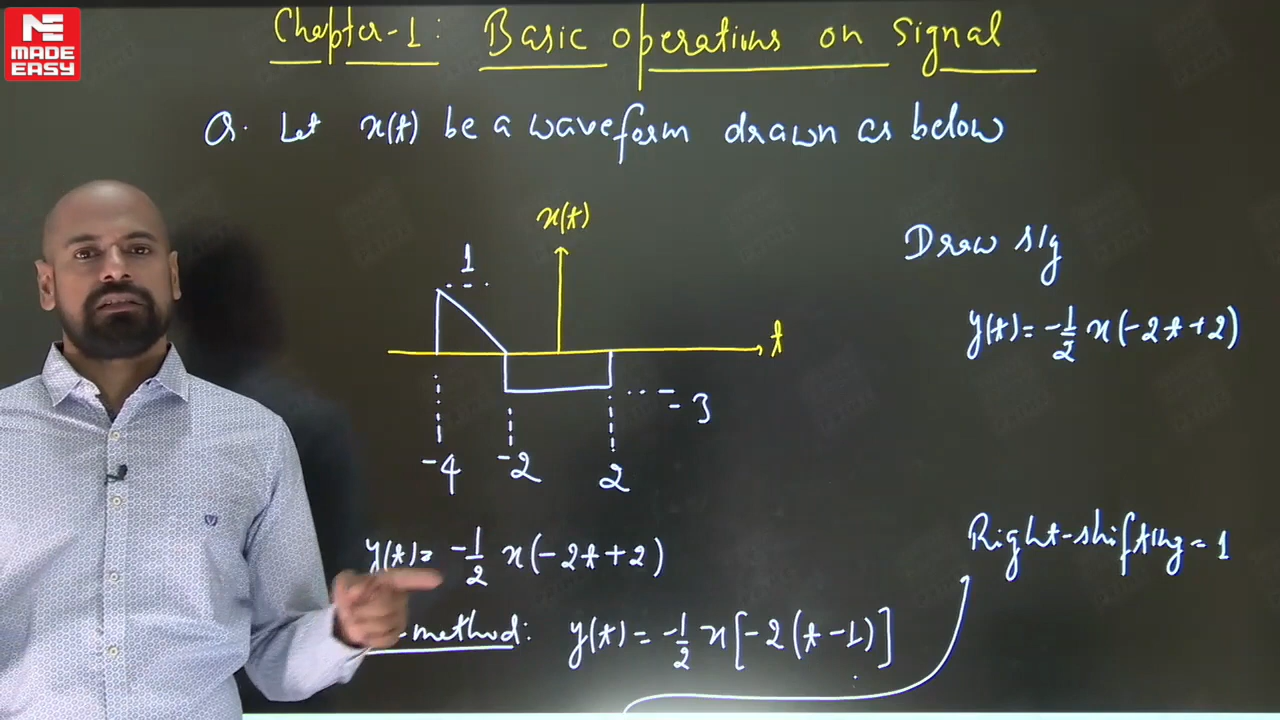 ME
MADE
EASY
Chapter-1: Basic operations on signal
Q. Let x(t) be a waveform drawn as below
x(t)
1
t
-3
-4 -2 2
Draw sig
y(t) = -1/2 x(-2t+2)
y(t) = -1/2 x(-2t+2)
Right-shifting = 1
-method: y(t) = -1/2 x[-2(t-1)]